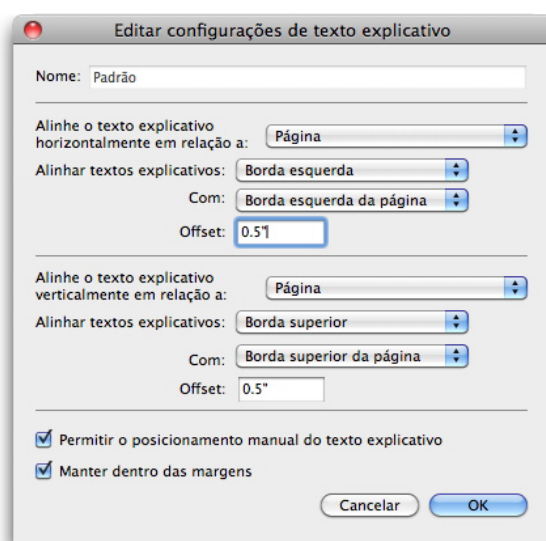 Editar configurações de texto explicativo
Nome: Padrão
Alinhe o texto explicativo
horizontalmente em relação a: Página
Alinhar textos explicativos: Borda esquerda
Com: Borda esquerda da página
Offset: 0.5"
Alinhe o texto explicativo
verticalmente em relação a: Página
Alinhar textos explicativos: Borda superior
Com: Borda superior da página
Offset: 0.5"
Permitir o posicionamento manual do texto explicativo
Manter dentro das margens
Cancelar OK